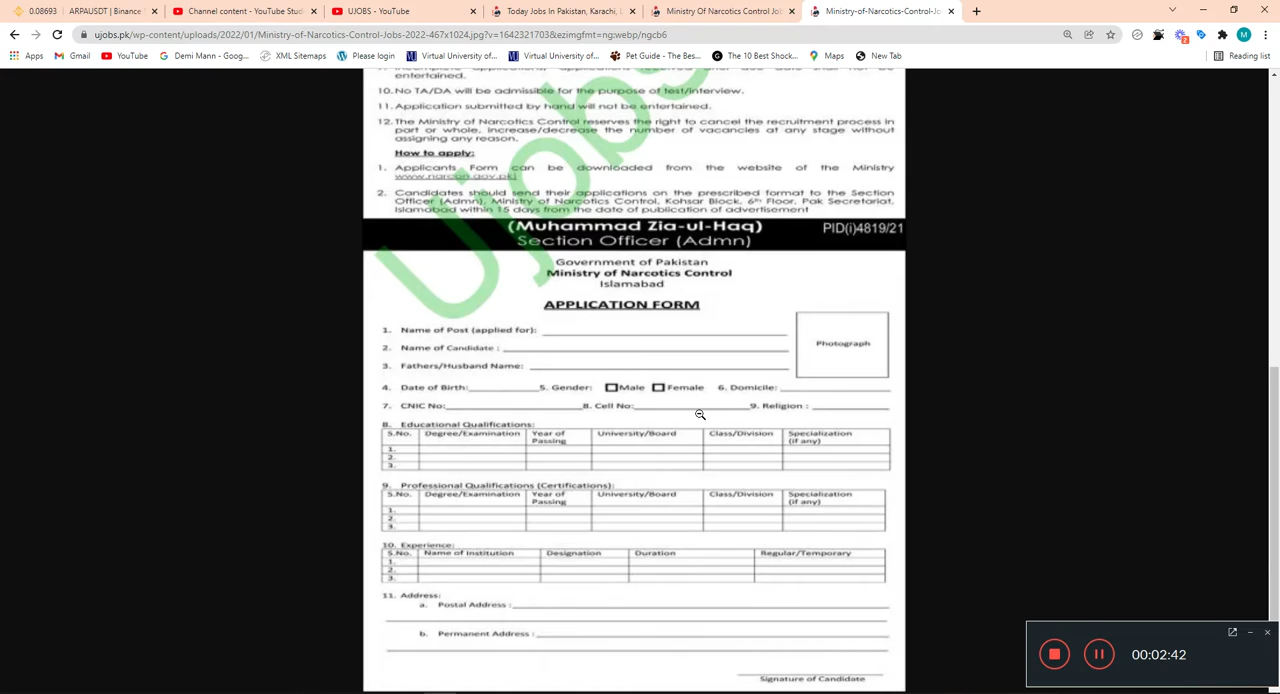 0.08693 | ARPAUSDT | Binance
Channel content - YouTube Stud
UJOBS - YouTube
Today Jobs In Pakistan, Karachi, L
Ministry Of Narcotics Control Job
Ministry-of-Narcotics-Control-Jo
ujobs.pk/wp-content/uploads/2022/01/Ministry-of-Narcotics-Control-Jobs-2022-467x1024.jpg?v=1642321703&ezimgfmt=ng:webp/ngcb6
M
Apps
Gmail
YouTube
Demi Mann - Goog...
XML Sitemaps
Please login
Virtual University of...
Virtual University of...
Pet Guide - The Bes...
The 10 Best Shock...
Maps
New Tab
Reading list
entertained.
10. No TA/DA will be admissible for the purpose of test/interview.
11. Application submitted by hand will not be entertained.
12. The Ministry of Narcotics Control reserves the right to cancel the recruitment process in
part or whole, increase/decrease the number of vacancies at any stage without
assigning any reason.
How to apply:
1. Applicants Form can be downloaded from the website of the Ministry
www.narcon.gov.pk)
2. Candidates should send their applications on the prescribed format to the Section
Officer (Admn), Ministry of Narcotics Control, Kohsar Block, 6th Floor, Pak Secretariat,
Islamabad within 15 days from the date of publication of advertisement
(Muhammad Zia-ul-Haq) PID(i)4819/21
Section Officer (Admn)
Ujobs
Government of Pakistan
Ministry of Narcotics Control
Islamabad
APPLICATION FORM
1. Name of Post (applied for):
Photograph
2. Name of Candidate :
3. Fathers/Husband Name:
4. Date of Birth: 5. Gender: Male Female 6. Domicile:
7. CNIC No: 8. Cell No: 9. Religion :
8. Educational Qualifications:
S.No. Degree/Examination Year of Passing University/Board Class/Division Specialization (if any)
1.
2.
3.
9. Professional Qualifications (Certifications):
S.No. Degree/Examination Year of Passing University/Board Class/Division Specialization (if any)
1.
2.
3.
10. Experience:
S.No. Name of Institution Designation Duration Regular/Temporary
1.
2.
3.
11. Address:
a. Postal Address :
b. Permanent Address :
Signature of Candidate
00:02:42